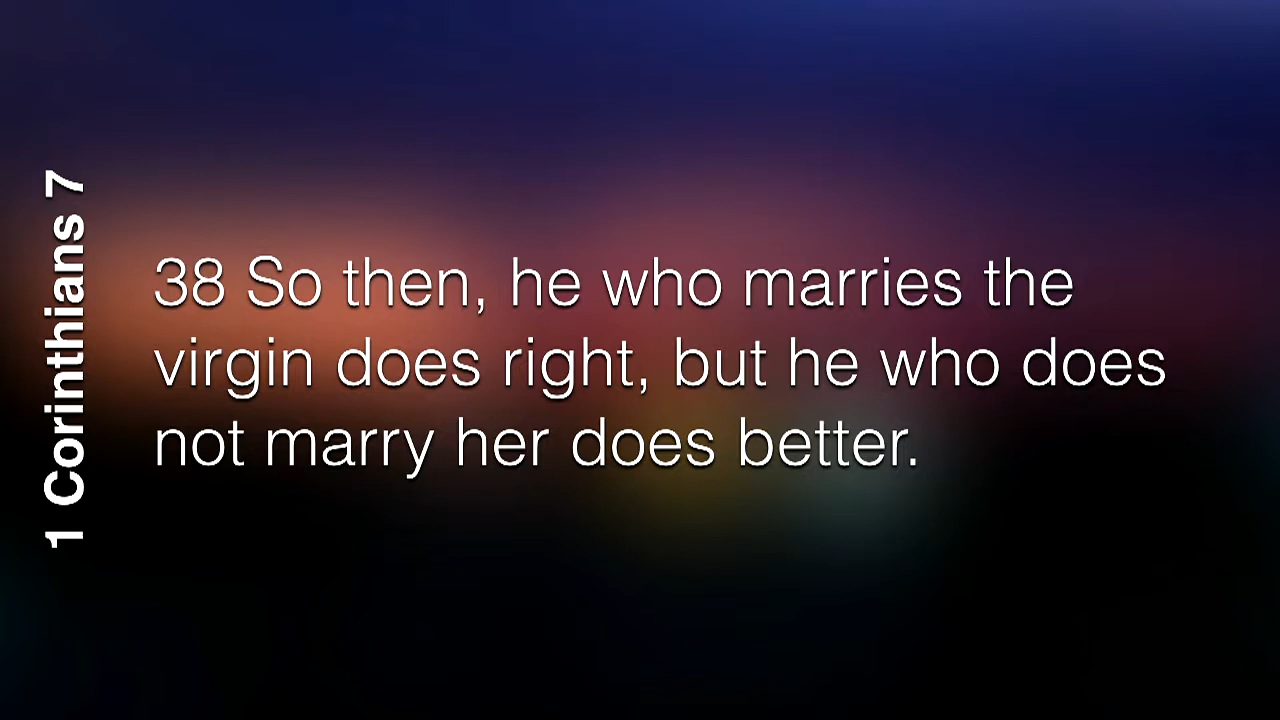 1 Corinthians 7
38 So then, he who marries the
virgin does right, but he who does
not marry her does better.